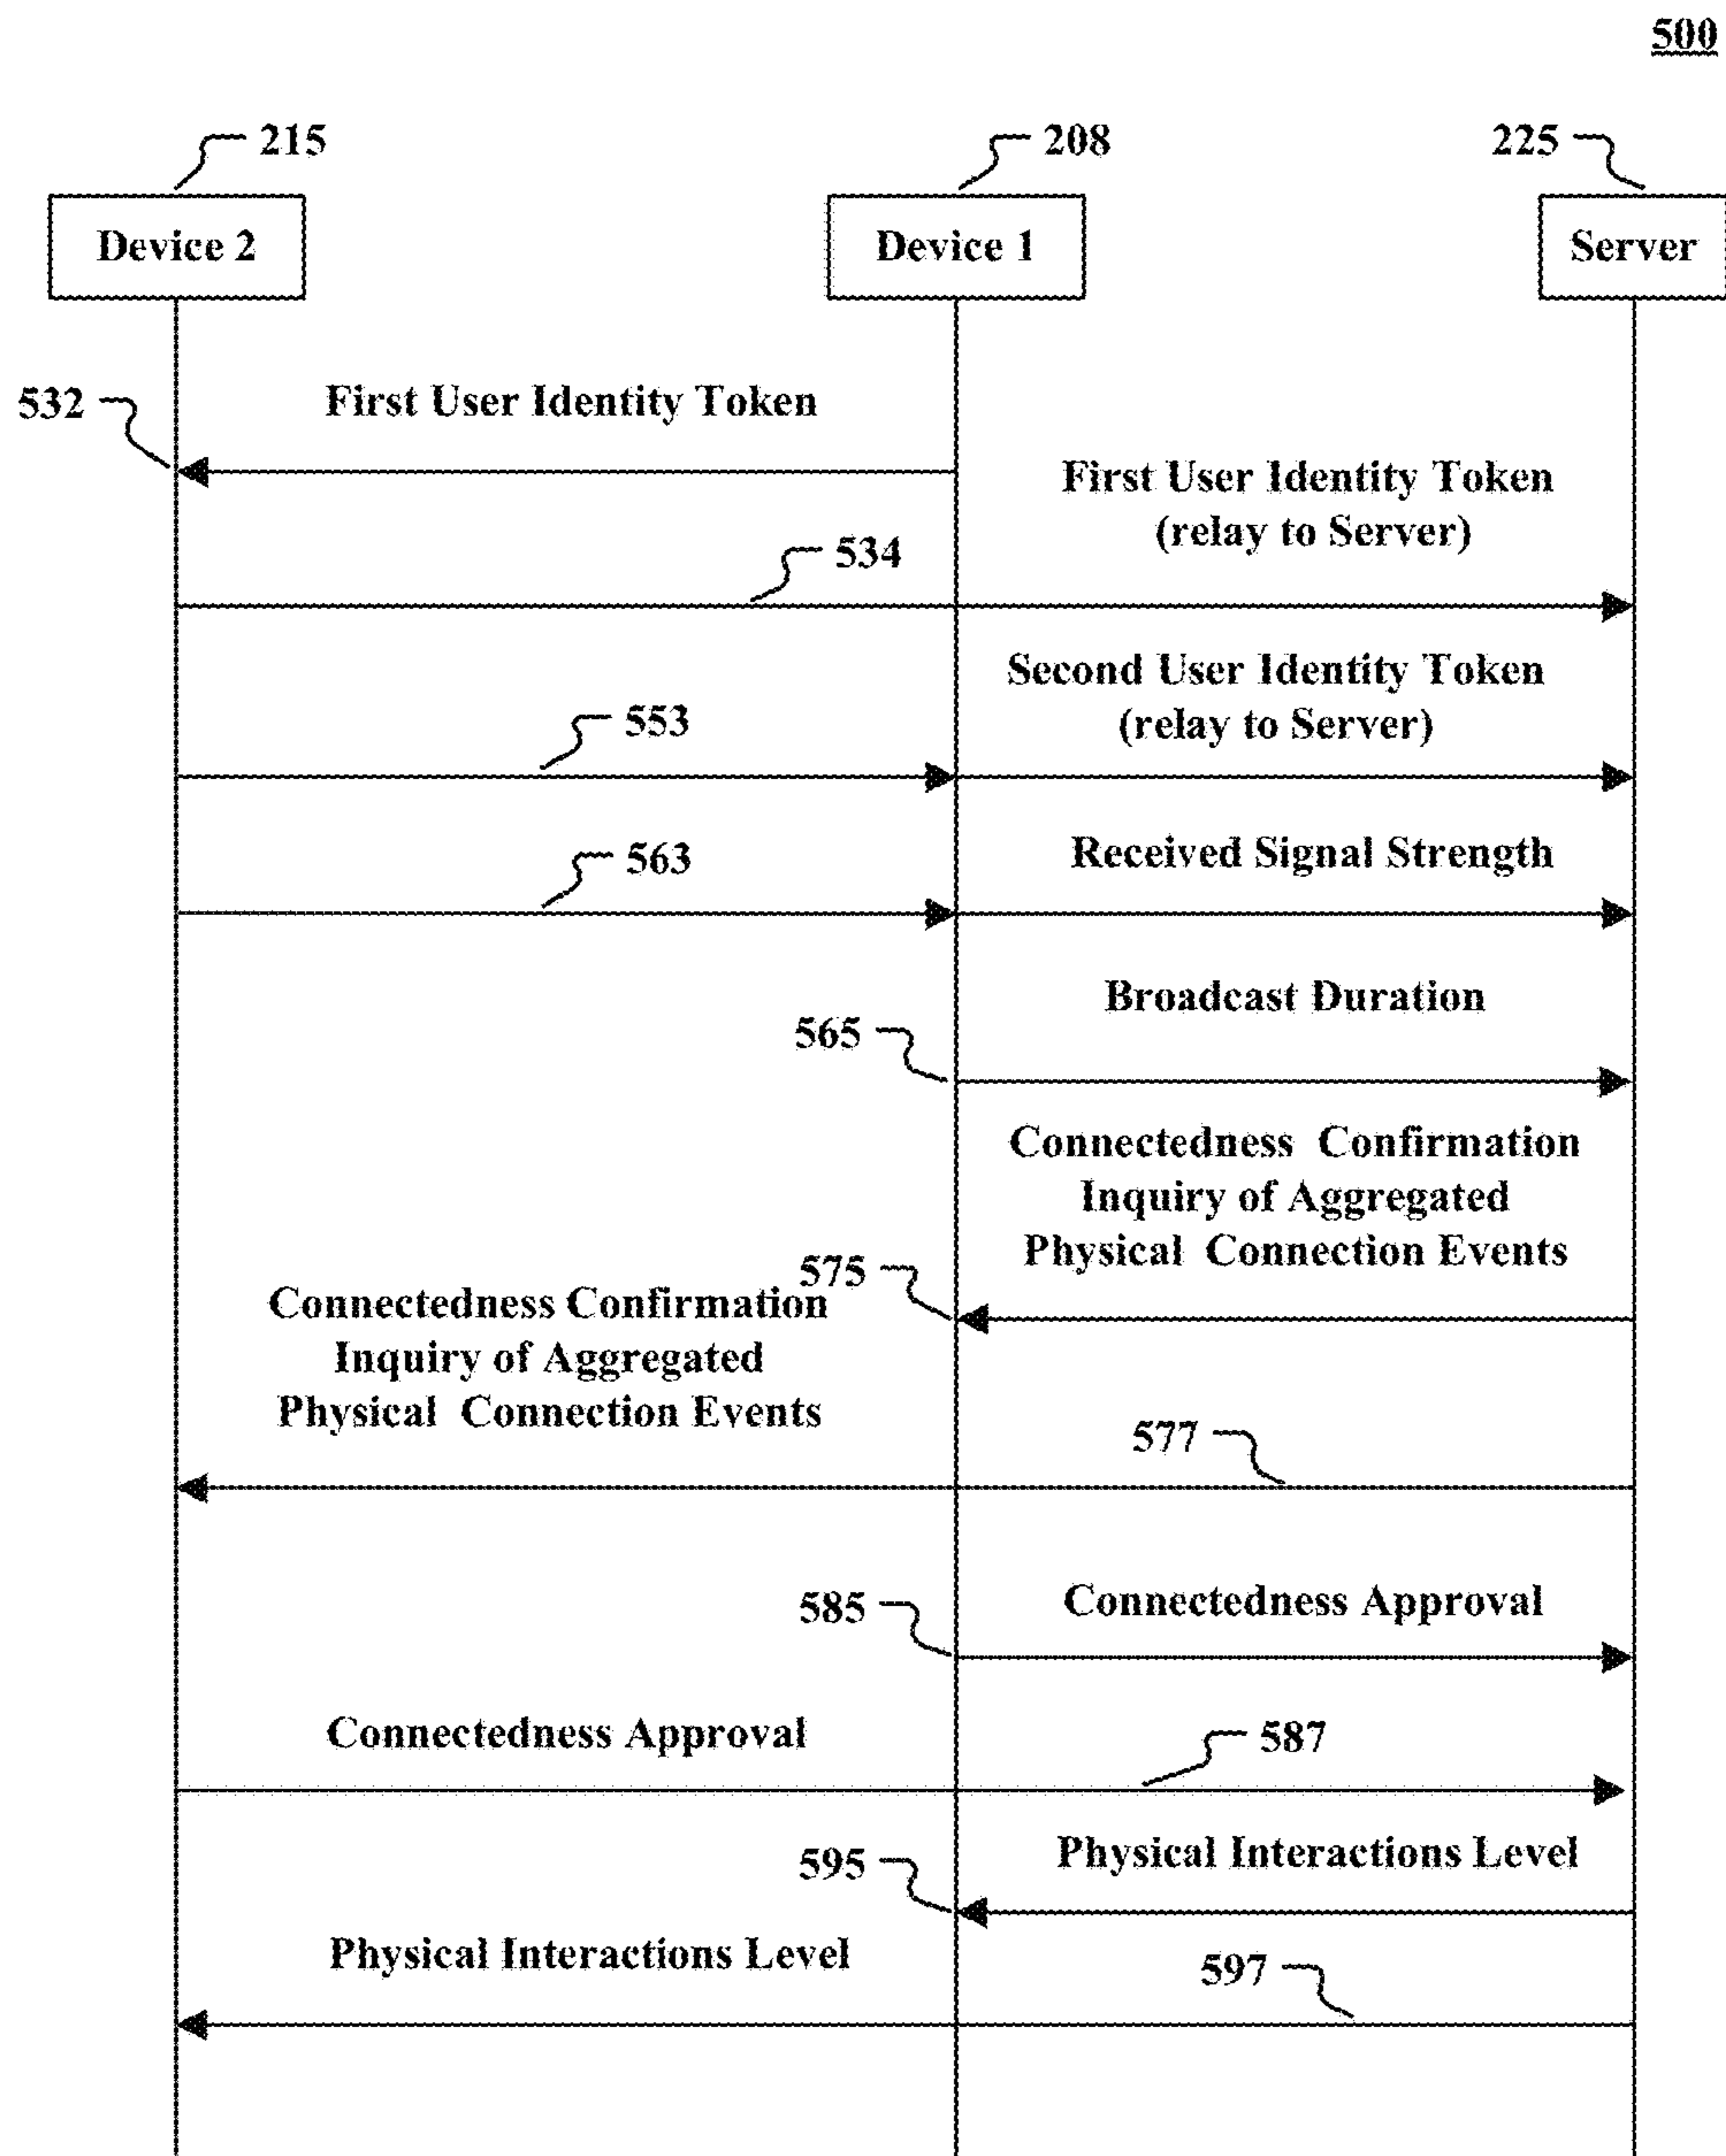 500
215
208
225
Device 2
Device 1
Server
532
First User Identity Token
First User Identity Token
(relay to Server)
534
Second User Identity Token
(relay to Server)
553
Received Signal Strength
563
Broadcast Duration
565
Connectedness Confirmation
Inquiry of Aggregated
Physical Connection Events
575
Connectedness Confirmation
Inquiry of Aggregated
Physical Connection Events
577
Connectedness Approval
585
Connectedness Approval
587
Physical Interactions Level
595
Physical Interactions Level
597